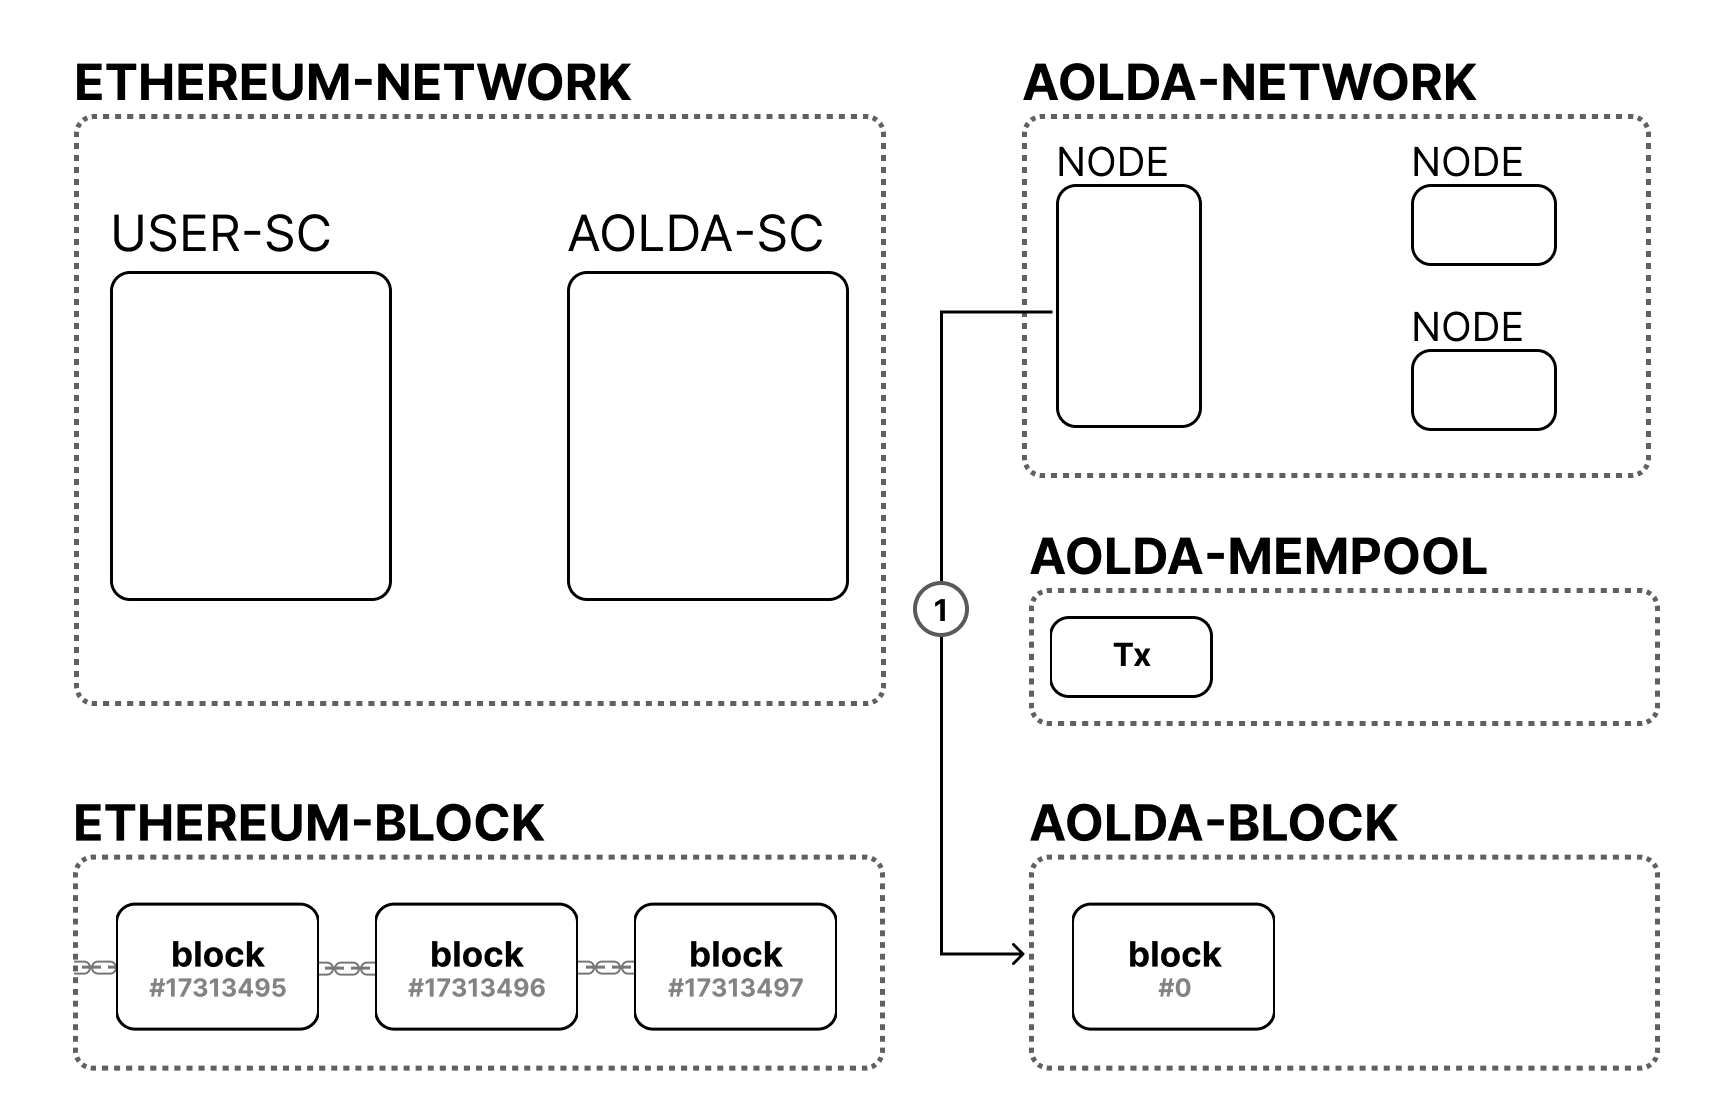 ETHEREUM-NETWORK
USER-SC
AOLDA-SC
AOLDA-NETWORK
NODE
NODE
NODE
1
AOLDA-MEMPOOL
Tx
ETHEREUM-BLOCK
block
#17313495
block
#17313496
block
#17313497
AOLDA-BLOCK
block
#0